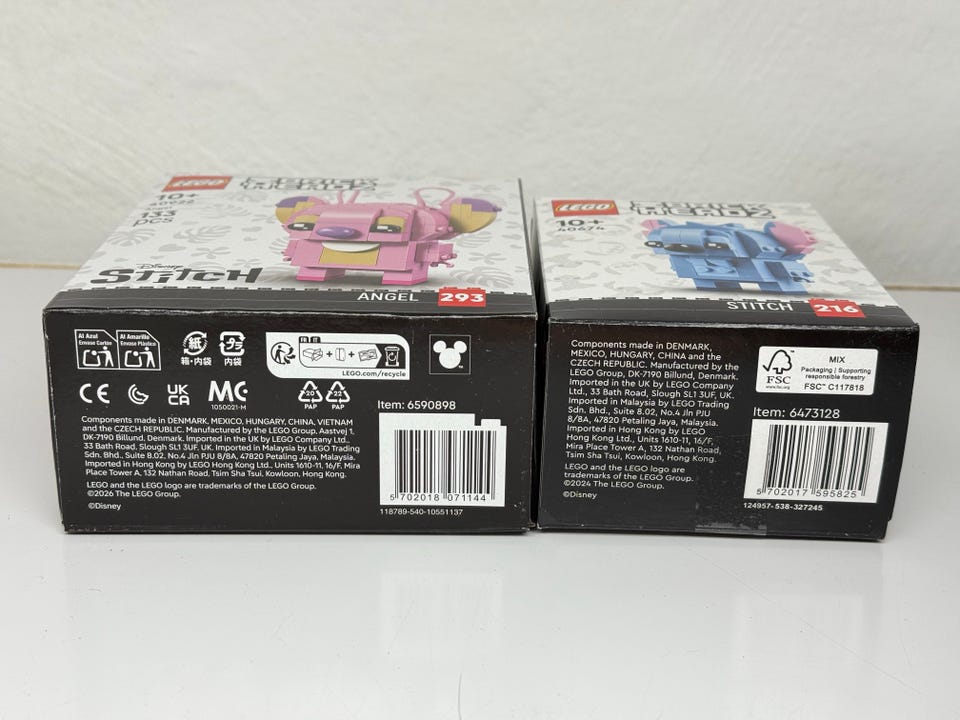 LEGO
BRICK
HEADZ
10+
40922
133
pcs
Disney
STITCH
ANGEL 293
Al Azul
Envase Cartón
Al Amarillo
Envase Plástico
紙
箱・内袋
プラ
内袋
FR IT
LEGO.com/recycle
CE
UK
CA
1050021-M
20
PAP
22
PAP
Item: 6590898
Components made in DENMARK, MEXICO, HUNGARY, CHINA, VIETNAM
and the CZECH REPUBLIC. Manufactured by the LEGO Group, Aastvej 1,
DK-7190 Billund, Denmark. Imported in the UK by LEGO Company Ltd.,
33 Bath Road, Slough SL1 3UF, UK. Imported in Malaysia by LEGO Trading
Sdn. Bhd., Suite B.02, No.4 Jln PJU 8/8A, 47820 Petaling Jaya, Malaysia.
Imported in Hong Kong by LEGO Hong Kong Ltd., Units 1610-11, 16/F, Mira
Place Tower A, 132 Nathan Road, Tsim Sha Tsui, Kowloon, Hong Kong.
LEGO and the LEGO logo are trademarks of the LEGO Group.
©2026 The LEGO Group.
©Disney
5 702018 071144
118789-540-10551137
LEGO
BRICK
HEADZ
10+
40674
STITCH 216
Components made in DENMARK,
MEXICO, HUNGARY, CHINA and the
CZECH REPUBLIC. Manufactured by the
LEGO Group, DK-7190 Billund, Denmark.
Imported in the UK by LEGO Company
Ltd., 33 Bath Road, Slough SL1 3UF, UK.
Imported in Malaysia by LEGO Trading
Sdn. Bhd., Suite 8.02, No.4 Jln PJU
8/8A, 47820 Petaling Jaya, Malaysia.
Imported in Hong Kong by LEGO
Hong Kong Ltd., Units 1610-11, 16/F,
Mira Place Tower A, 132 Nathan Road,
Tsim Sha Tsui, Kowloon, Hong Kong.
LEGO and the LEGO logo are
trademarks of the LEGO Group.
©2024 The LEGO Group.
©Disney
FSC
www.fsc.org
MIX
Packaging | Supporting
responsible forestry
FSC™ C117818
Item: 6473128
5 702017 595825
124957-538-327245